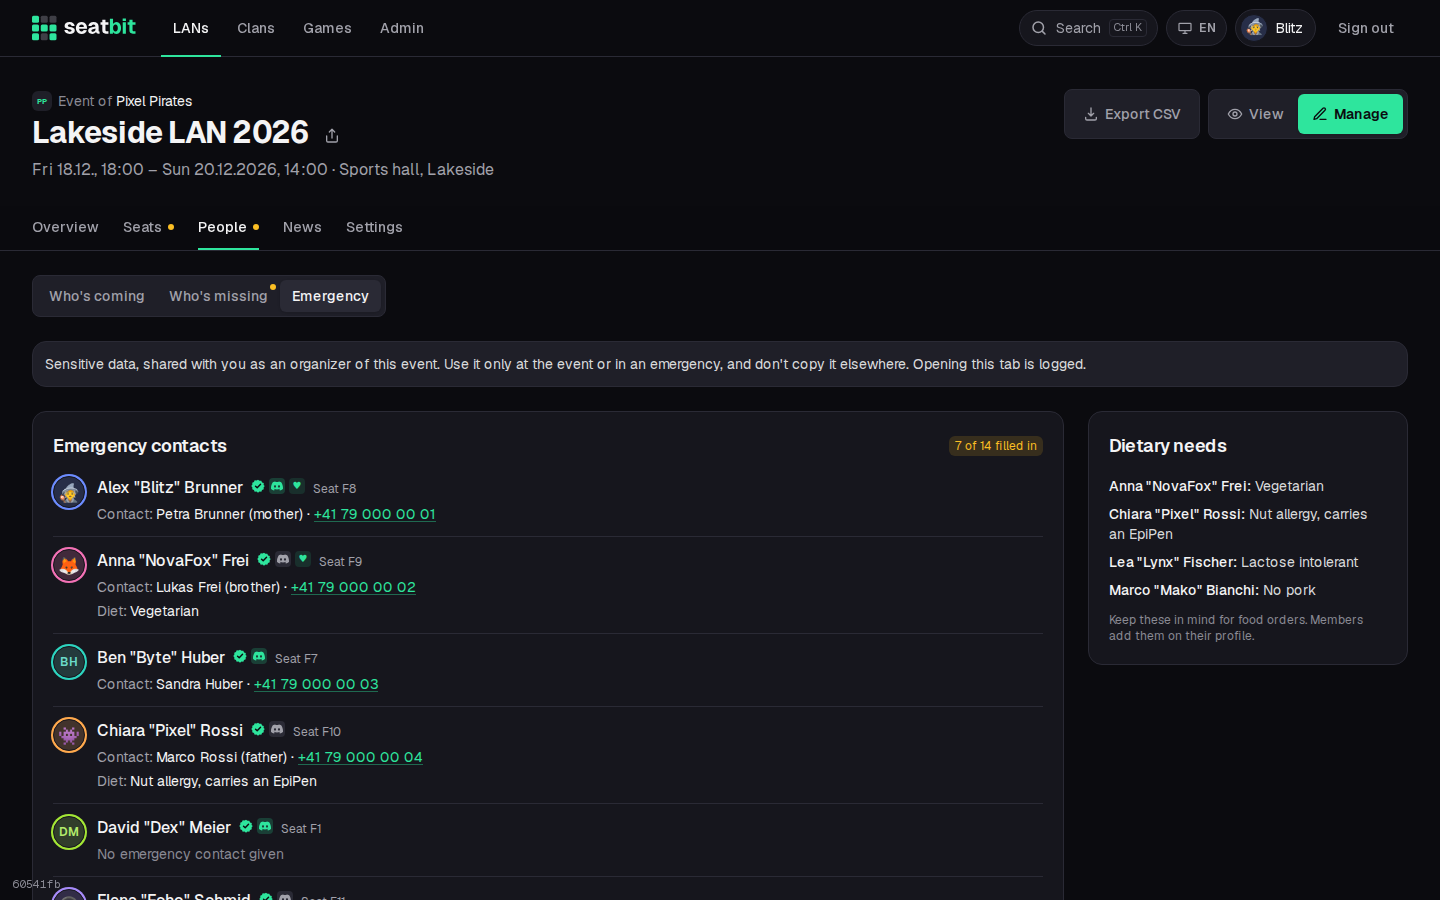 seatbit
LANs
Clans
Games
Admin
Search
Ctrl K
EN
Blitz
Sign out
PP
Event of Pixel Pirates
Lakeside LAN 2026
Fri 18.12., 18:00 – Sun 20.12.2026, 14:00 · Sports hall, Lakeside
Export CSV
View
Manage
Overview
Seats
People
News
Settings
Who's coming
Who's missing
Emergency
Sensitive data, shared with you as an organizer of this event. Use it only at the event or in an emergency, and don't copy it elsewhere. Opening this tab is logged.
Emergency contacts
7 of 14 filled in
Alex "Blitz" Brunner
Seat F8
Contact: Petra Brunner (mother) · +41 79 000 00 01
Anna "NovaFox" Frei
Seat F9
Contact: Lukas Frei (brother) · +41 79 000 00 02
Diet: Vegetarian
BH
Ben "Byte" Huber
Seat F7
Contact: Sandra Huber · +41 79 000 00 03
Chiara "Pixel" Rossi
Seat F10
Contact: Marco Rossi (father) · +41 79 000 00 04
Diet: Nut allergy, carries an EpiPen
DM
David "Dex" Meier
Seat F1
No emergency contact given
Elena "Echo" Schmid
Seat F11
60541fb
Dietary needs
Anna "NovaFox" Frei: Vegetarian
Chiara "Pixel" Rossi: Nut allergy, carries
an EpiPen
Lea "Lynx" Fischer: Lactose intolerant
Marco "Mako" Bianchi: No pork
Keep these in mind for food orders. Members
add them on their profile.